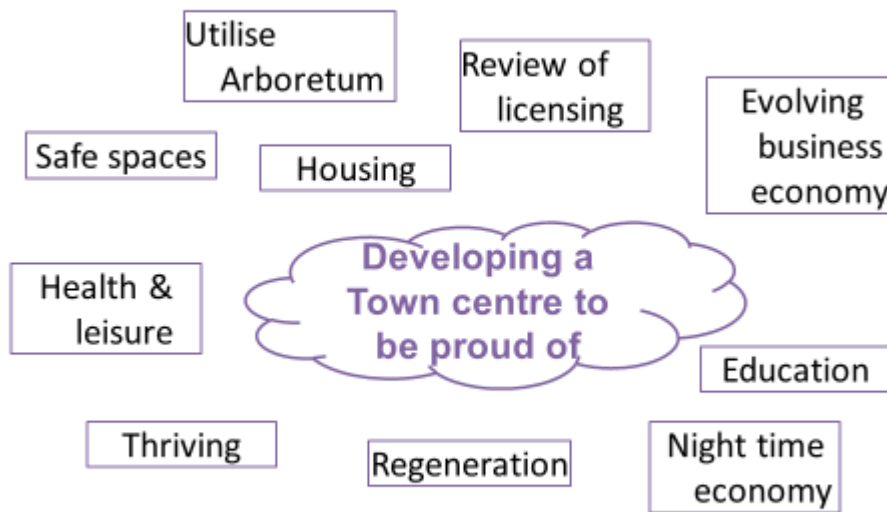 Utilise
Arboretum
Review of
licensing
Evolving
business
economy
Safe spaces
Housing
Developing a
Town centre to
be proud of
Health &
leisure
Education
Thriving
Regeneration
Night time
economy